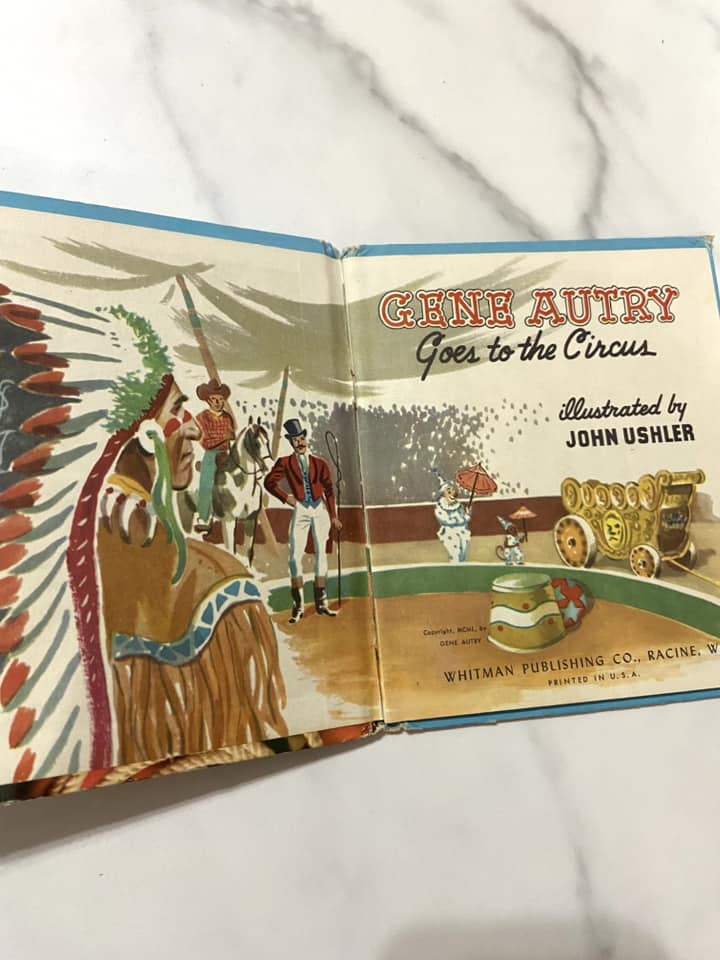 GENE AUTRY
Goes to the Circus
illustrated by
JOHN USHLER
Copyright, MCML, by
GENE AUTRY
WHITMAN PUBLISHING CO., RACINE, W
PRINTED IN U.S.A.